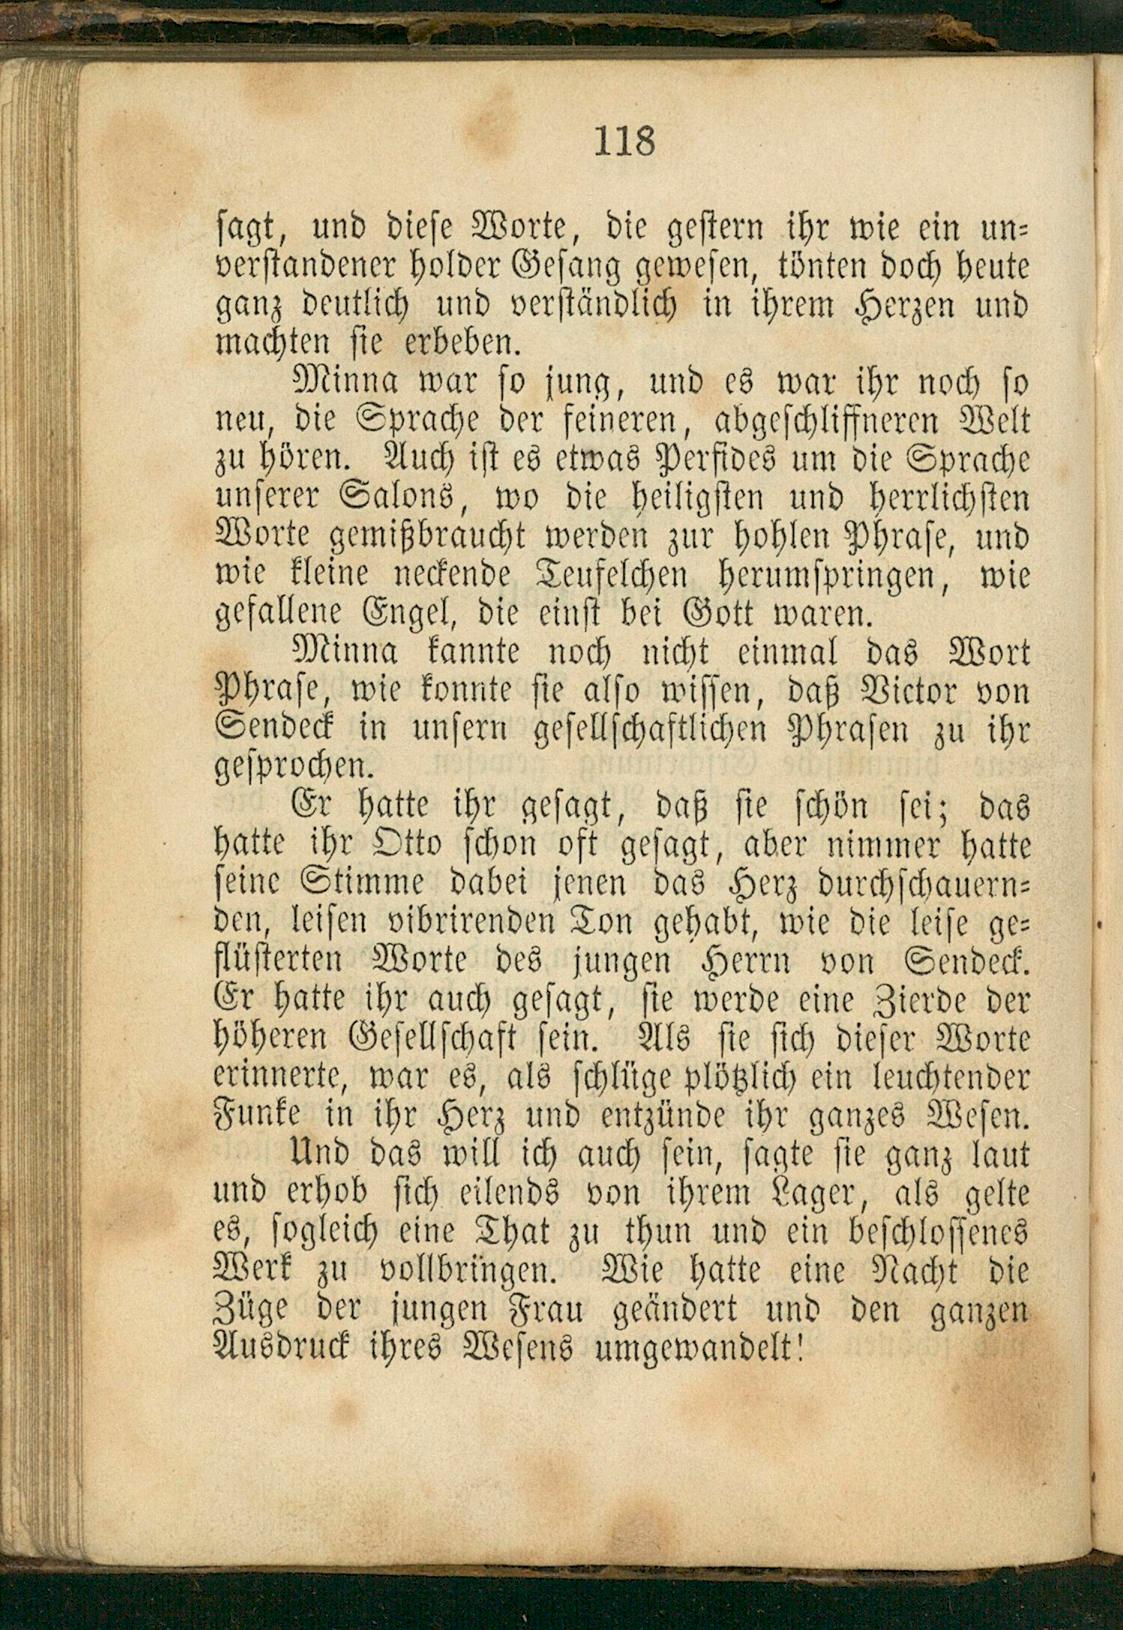 118
sagt, und diese Worte, die gestern ihr wie ein un-
verstandener holder Gesang gewesen, tönten doch heute
ganz deutlich und verständlich in ihrem Herzen und
machten sie erbeben.
Minna war so jung, und es war ihr noch so
neu, die Sprache der feineren, abgeschliffneren Welt
zu hören. Auch ist es etwas Perfides um die Sprache
unserer Salons, wo die heiligsten und herrlichsten
Worte gemißbraucht werden zur hohlen Phrase, und
wie kleine neckende Teufelchen herumspringen, wie
gefallene Engel, die einst bei Gott waren.
Minna kannte noch nicht einmal das Wort
Phrase, wie konnte sie also wissen, daß Victor von
Sendeck in unsern gesellschaftlichen Phrasen zu ihr
gesprochen.
Er hatte ihr gesagt, daß sie schön sei; das
hatte ihr Otto schon oft gesagt, aber nimmer hatte
seine Stimme dabei jenen das Herz durchschauern-
den, leisen vibrirenden Ton gehabt, wie die leise ge-
flüsterten Worte des jungen Herrn von Sendeck.
Er hatte ihr auch gesagt, sie werde eine Zierde der
höheren Gesellschaft sein. Als sie sich dieser Worte
erinnerte, war es, als schlüge plötzlich ein leuchtender
Funke in ihr Herz und entzünde ihr ganzes Wesen.
Und das will ich auch sein, sagte sie ganz laut
und erhob sich eilends von ihrem Lager, als gelte
es, sogleich eine That zu thun und ein beschlossenes
Werk zu vollbringen. Wie hatte eine Nacht die
Züge der jungen Frau geändert und den ganzen
Ausdruck ihres Wesens umgewandelt!